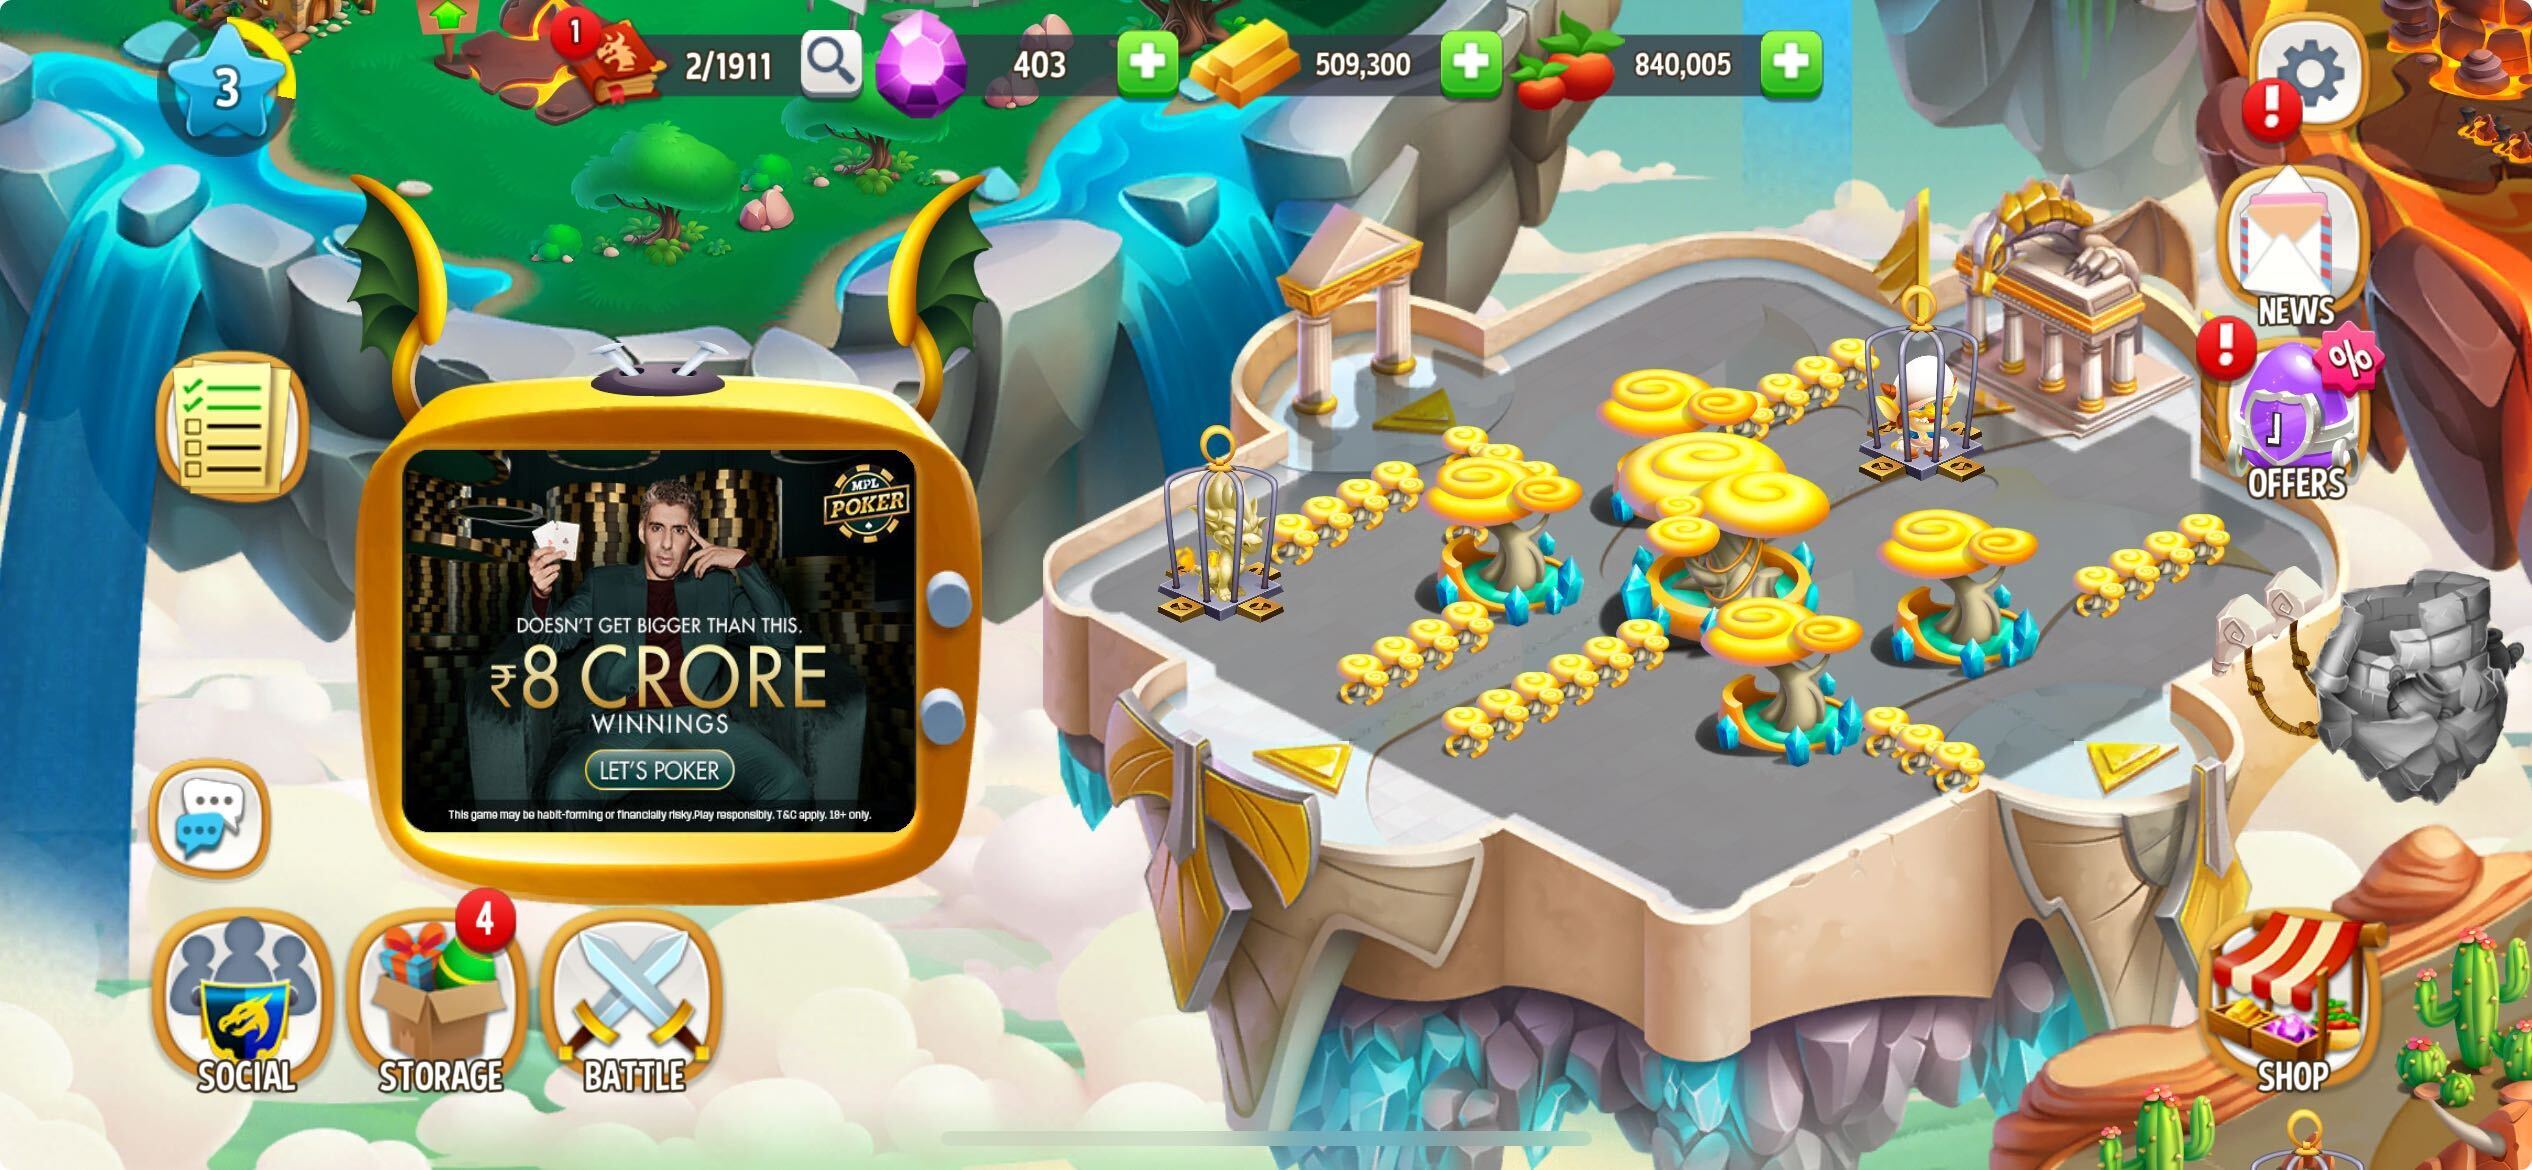 3
1
2/1911
403
509,300
840,005
!
NEWS
!
%
OFFERS
MPL
POKER
DOESN'T GET BIGGER THAN THIS.
₹8 CRORE
WINNINGS
LET'S POKER
This game may be habit-forming or financially risky.Play responsibly. T&C apply. 18+ only.
4
SOCIAL
STORAGE
BATTLE
SHOP